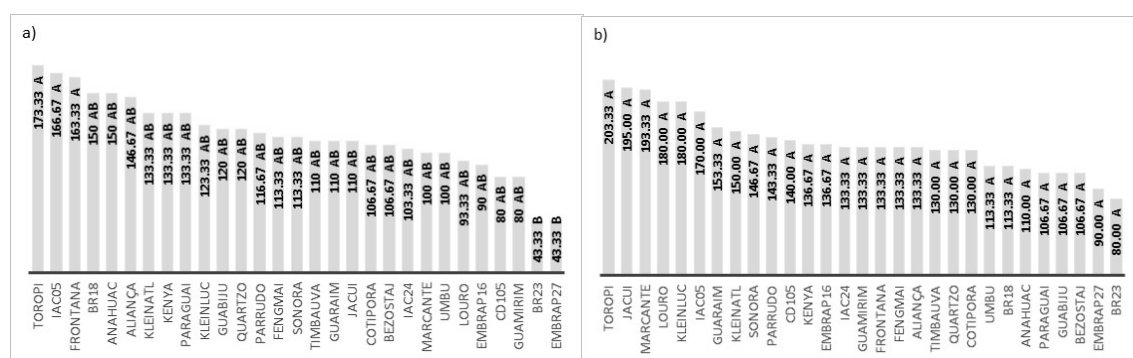 a)
173.33 A
166.67 A
163.33 A
150 AB
150 AB
146.67 A
133.33 AB
133.33 AB
133.33 AB
123.33 AB
120 AB
120 AB
116.67 AB
113.33 AB
113.33 AB
110 AB
110 AB
110 AB
106.67 AB
106.67 AB
103.33 AB
100 AB
100 AB
93.33 AB
90 AB
80 AB
80 AB
43.33 B
43.33 B
TOROPI
IAC05
FRONTANA
BR18
ANAHUAC
ALIANÇA
KLEINATL
KENYA
PARAGUAI
KLEINLUC
GUABIJU
QUARTZO
PARRUDO
FENGMAI
SONORA
TIMBAUVA
GUARAIM
JACUI
COTIPORA
BEZOSTAJ
IAC24
MARCANTE
UMBU
LOURO
EMBRAP16
CD105
GUAMIRIM
BR23
EMBRAP27
b)
203.33 A
195.00 A
193.33 A
180.00 A
180.00 A
170.00 A
153.33 A
150.00 A
146.67 A
143.33 A
140.00 A
136.67 A
136.67 A
133.33 A
133.33 A
133.33 A
133.33 A
133.33 A
130.00 A
130.00 A
130.00 A
113.33 A
113.33 A
110.00 A
106.67 A
106.67 A
106.67 A
90.00 A
80.00 A
TOROPI
JACUI
MARCANTE
LOURO
KLEINLUC
IAC05
GUARAIM
KLEINATL
SONORA
PARRUDO
CD105
KENYA
EMBRAP16
IAC24
GUAMIRIM
FRONTANA
FENGMAI
ALIANÇA
TIMBAUVA
QUARTZO
COTIPORA
UMBU
BR18
ANAHUAC
PARAGUAI
GUABIJU
BEZOSTAJ
EMBRAP27
BR23